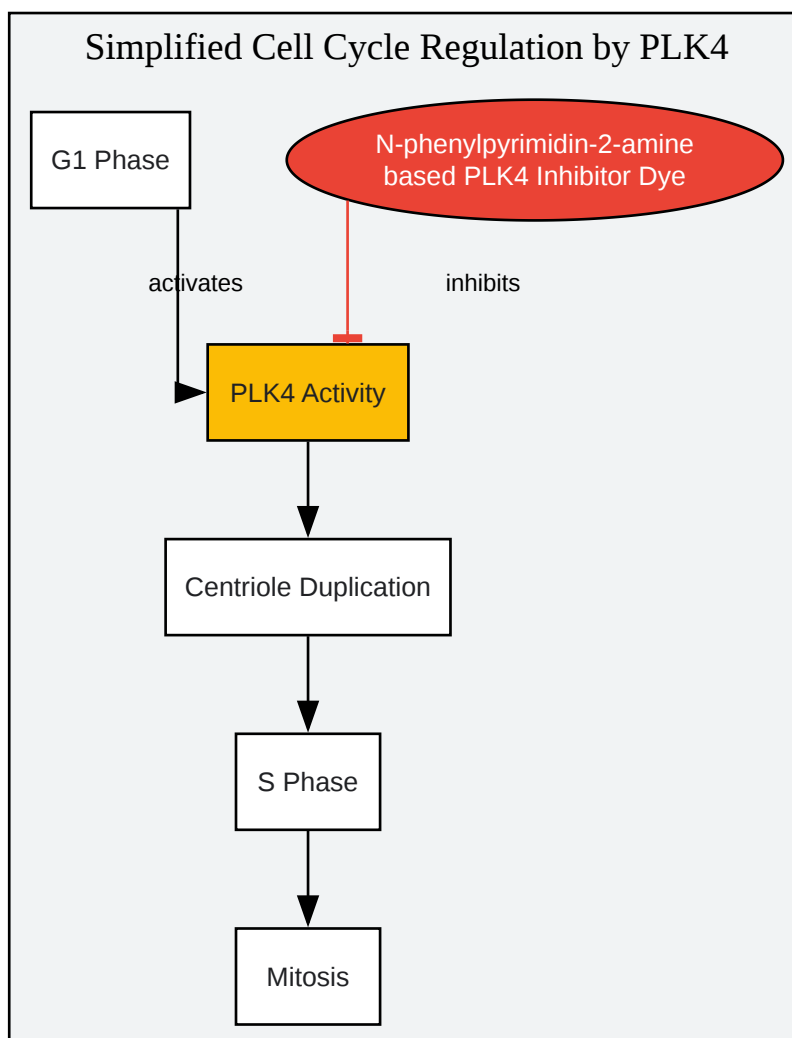 Simplified Cell Cycle Regulation by PLK4
G1 Phase
N-phenylpyrimidin-2-amine
based PLK4 Inhibitor Dye
activates
inhibits
PLK4 Activity
Centriole Duplication
S Phase
Mitosis